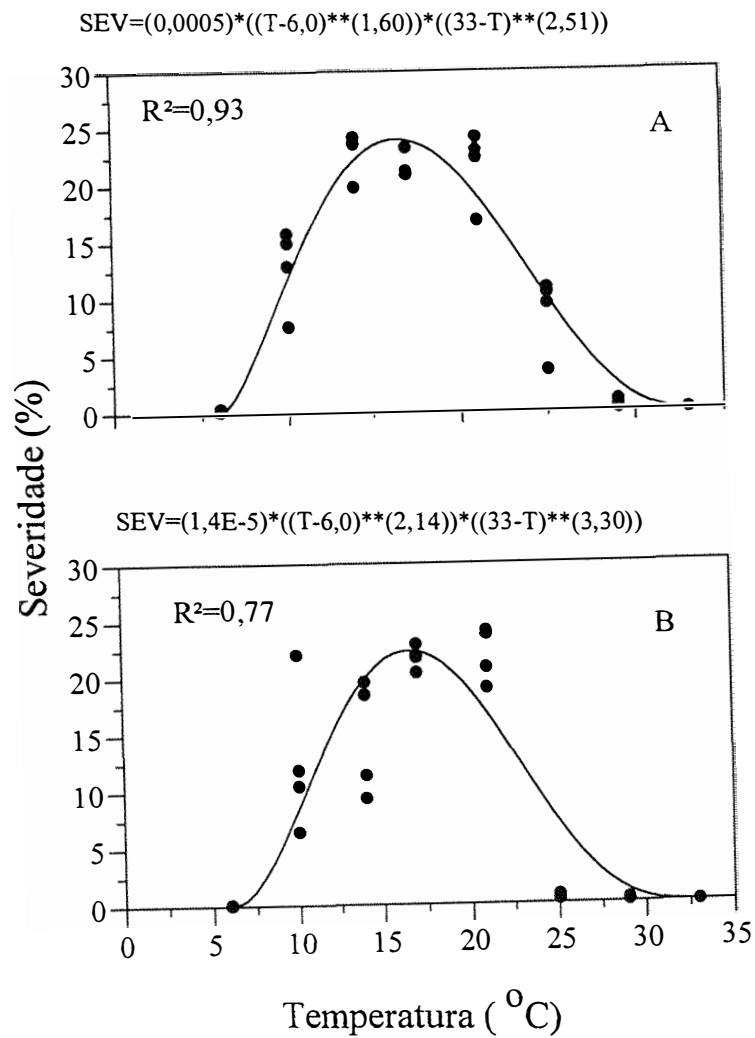 SEV=(0,0005)*((T-6,0)**(1,60))*((33-T)**(2,51))
30
25
20
15
10
5
0
R²=0,93
A
Severidade (%)
SEV=(1,4E-5)*((T-6,0)**(2,14))*((33-T)**(3,30))
30
25
20
15
10
5
0
R²=0,77
B
0 5 10 15 20 25 30 35
Temperatura ( °C)